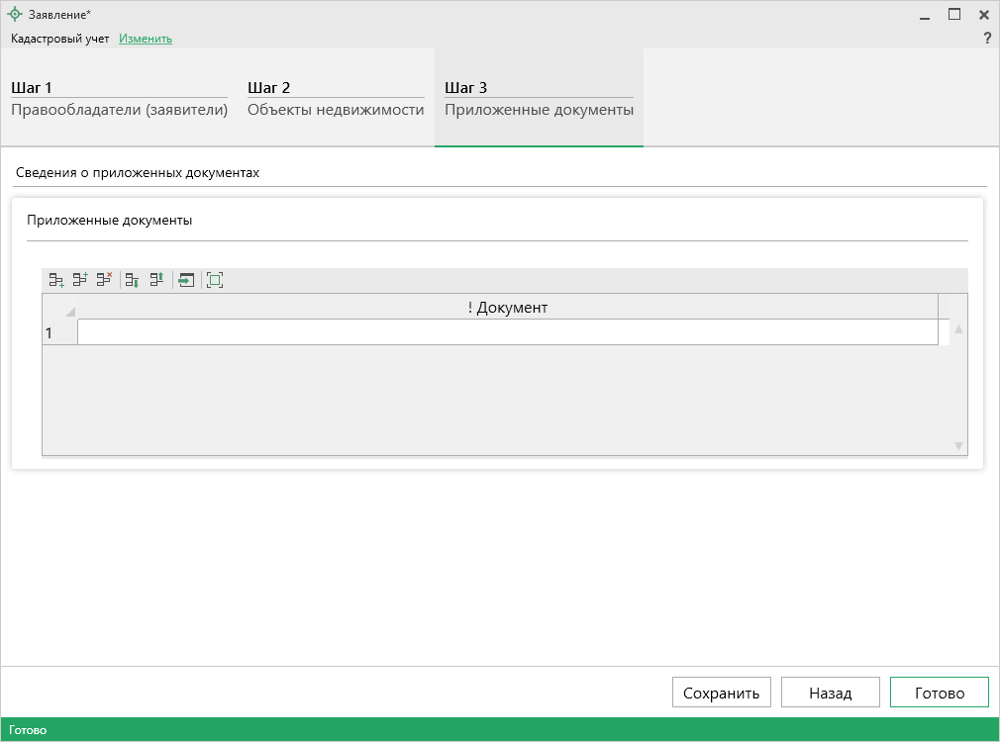 Заявление*
Кадастровый учет Изменить
?
Шаг 1
Правообладатели (заявители)
Шаг 2
Объекты недвижимости
Шаг 3
Приложенные документы
Сведения о приложенных документах
Приложенные документы
! Документ
1
Сохранить
Назад
Готово
Готово